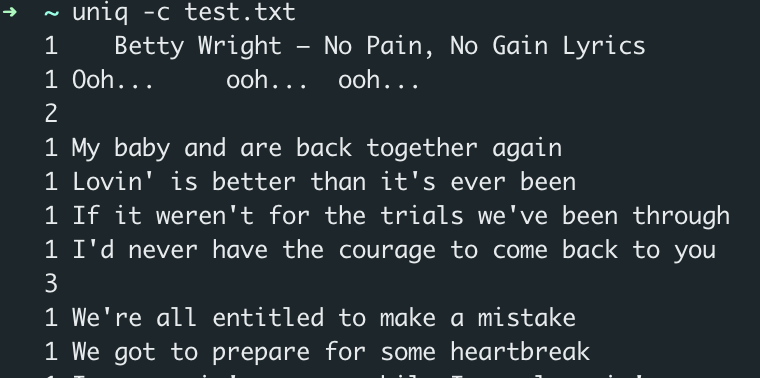 ➜ ~ uniq -c test.txt
1 Betty Wright – No Pain, No Gain Lyrics
1 Ooh... ooh... ooh...
2
1 My baby and are back together again
1 Lovin' is better than it's ever been
1 If it weren't for the trials we've been through
1 I'd never have the courage to come back to you
3
1 We're all entitled to make a mistake
1 We got to prepare for some heartbreak